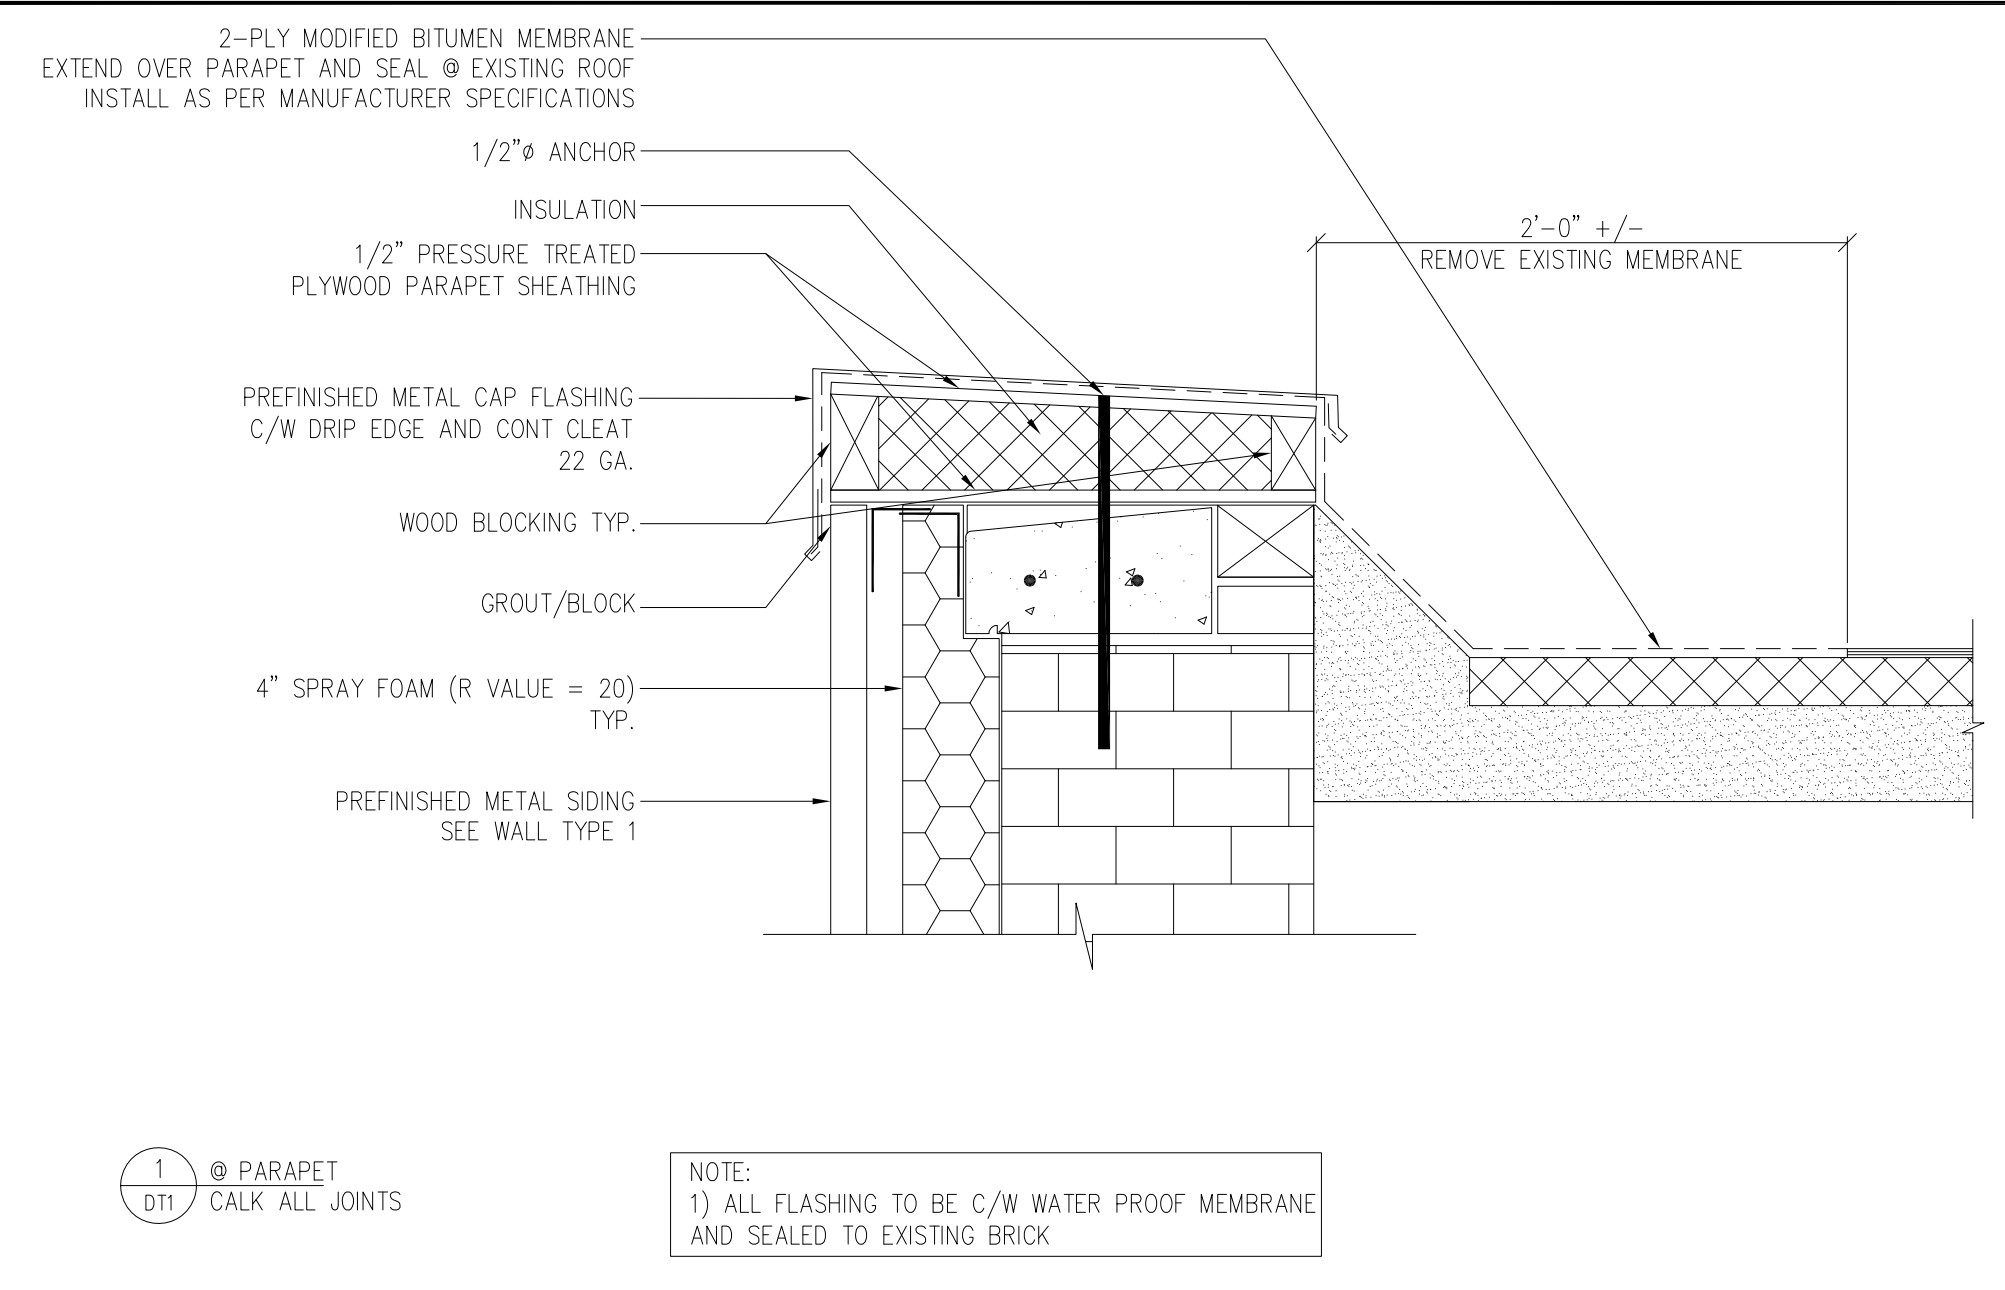 2-PLY MODIFIED BITUMEN MEMBRANE
EXTEND OVER PARAPET AND SEAL @ EXISTING ROOF
INSTALL AS PER MANUFACTURER SPECIFICATIONS
1/2"ø ANCHOR
INSULATION
1/2" PRESSURE TREATED
PLYWOOD PARAPET SHEATHING
2'-0" +/-
REMOVE EXISTING MEMBRANE
PREFINISHED METAL CAP FLASHING
C/W DRIP EDGE AND CONT CLEAT
22 GA.
WOOD BLOCKING TYP.
GROUT/BLOCK
4" SPRAY FOAM (R VALUE = 20)
TYP.
PREFINISHED METAL SIDING
SEE WALL TYPE 1
1
DT1
@ PARAPET
CALK ALL JOINTS
NOTE:
1) ALL FLASHING TO BE C/W WATER PROOF MEMBRANE
AND SEALED TO EXISTING BRICK